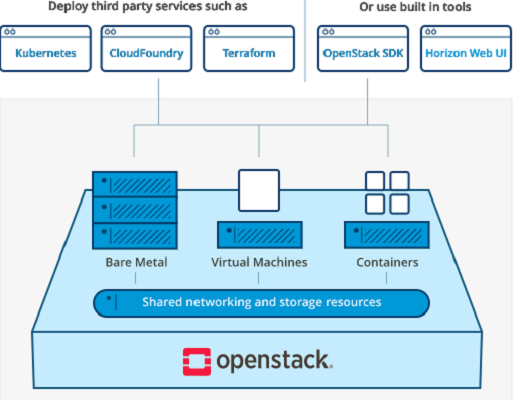 Deploy third party services such as
Or use built in tools
Kubernetes
CloudFoundry
Terraform
OpenStack SDK
Horizon Web UI
Bare Metal
Virtual Machines
Containers
Shared networking and storage resources
openstack.